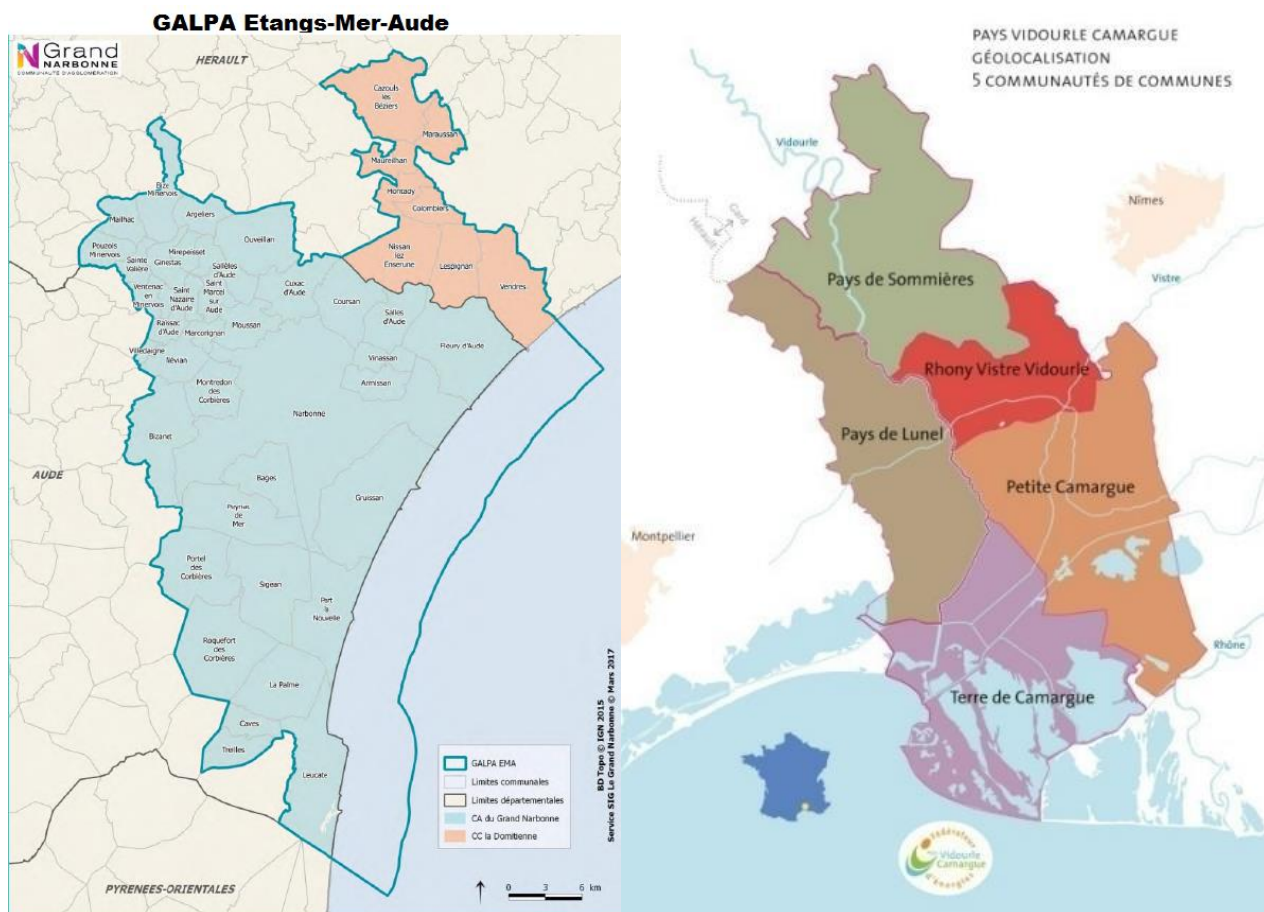 GALPA Etangs-Mer-Aude
Grand
NARBONNE
COMMUNAUTÉ D'AGGLOMÉRATION
HERAULT
Cazouls
les
Béziers
Maraussan
Maureilhan
Montady
Colombiers
Nissan
lez
Enserune
Lespignan
Vendres
Bize
Minervois
Mailhac
Argeliers
Pouzols
Minervois
Ouveillan
Sainte
Valière
Mirepeisset
Ginestas
Sallèles
d'Aude
Ventenac
en
Minervois
Saint
Nazaire
d'Aude
Saint
Marcel
sur
Aude
Cuxac
d'Aude
Coursan
Salles
d'Aude
Raissac
d'Aude
Marcorignan
Moussan
Fleury d'Aude
Villedaigne
Névian
Vinassan
Armissan
Montredon
des
Corbières
Narbonne
Bizanet
AUDE
Bages
Gruissan
Peyriac
de
Mer
Portel
des
Corbières
Sigean
Port
la
Nouvelle
Roquefort
des
Corbières
La Palme
Caves
Treilles
Leucate
PYRENEES-ORIENTALES
GALPA EMA
Limites communales
Limites départementales
CA du Grand Narbonne
CC la Domitienne
0 3 6 km
BD Topo © IGN 2015
Service SIG Le Grand Narbonne © Mars 2017
PAYS VIDOURLE CAMARGUE
GÉOLOCALISATION
5 COMMUNAUTÉS DE COMMUNES
Vidourle
Nîmes
Gard
Hérault
Vistre
Pays de Sommières
Rhony Vistre Vidourle
Pays de Lunel
Petite Camargue
Montpellier
Rhône
Terre de Camargue
Fédérateur
Vidourle
Camargue
d'énergies